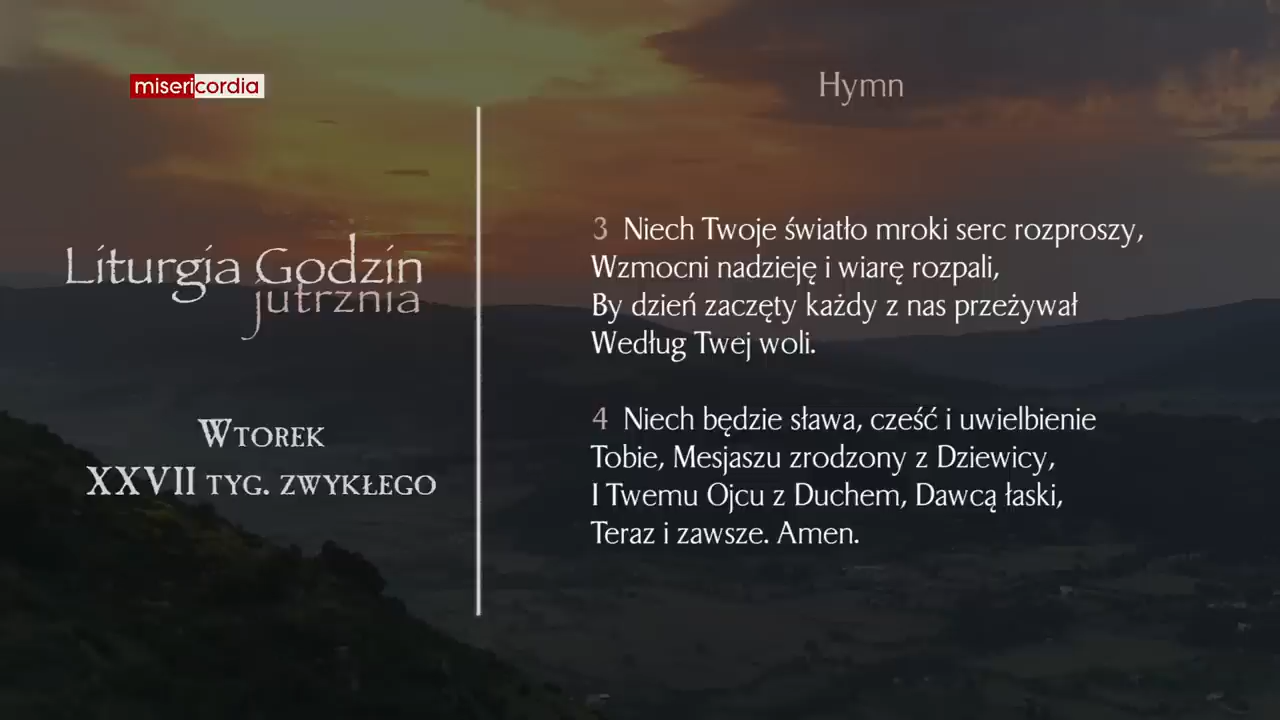 misericordia
Hymn
Liturgia Godzin
jutrznia
Wtorek
XXVII tyg. zwykłego
3 Niech Twoje światło mroki serc rozproszy,
Wzmocni nadzieję i wiarę rozpali,
By dzień zaczęty każdy z nas przeżywał
Według Twej woli.
4 Niech będzie sława, cześć i uwielbienie
Tobie, Mesjaszu zrodzony z Dziewicy,
I Twemu Ojcu z Duchem, Dawcą łaski,
Teraz i zawsze. Amen.